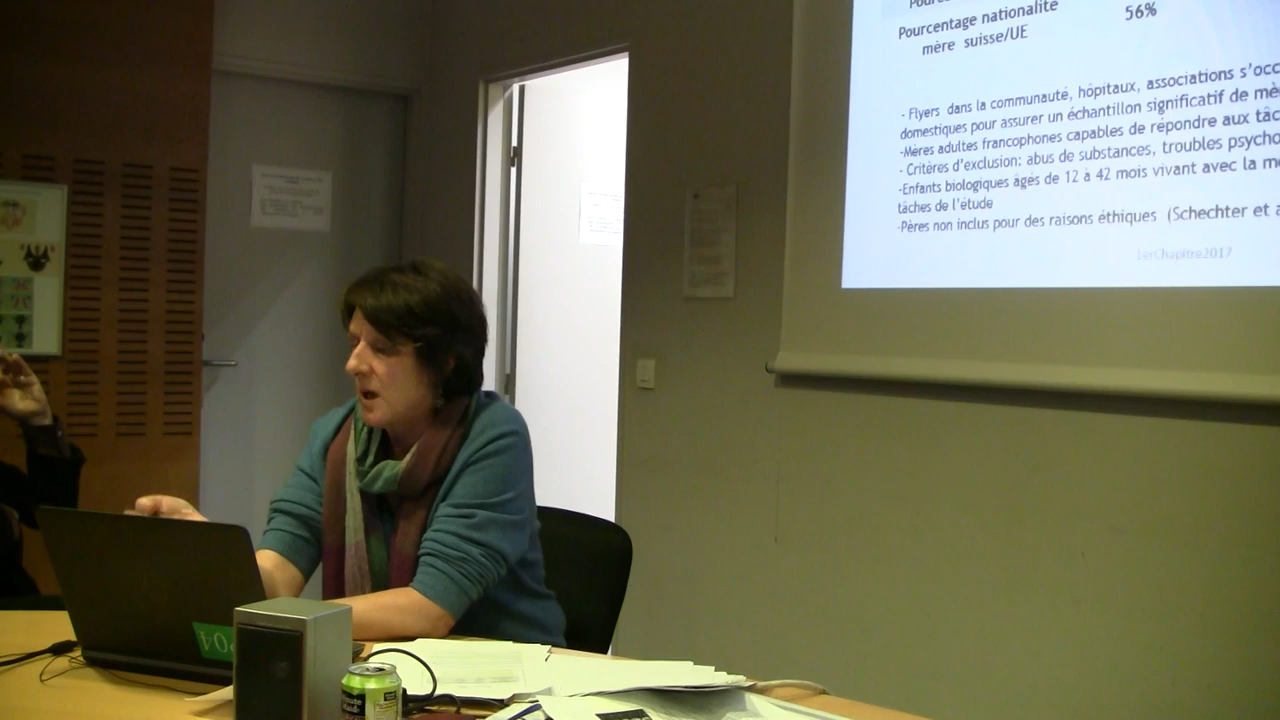 Pourcentage nationalité 56%
mère suisse/UE
- Flyers dans la communauté, hôpitaux, associations s'occ
domestiques pour assurer un échantillon significatif de mè
-Mères adultes francophones capables de répondre aux tâc
- Critères d'exclusion: abus de substances, troubles psycho
-Enfants biologiques âgés de 12 à 42 mois vivant avec la m
tâches de l'étude
-Pères non inclus pour des raisons éthiques (Schechter et a
1erChapitre2017
P04